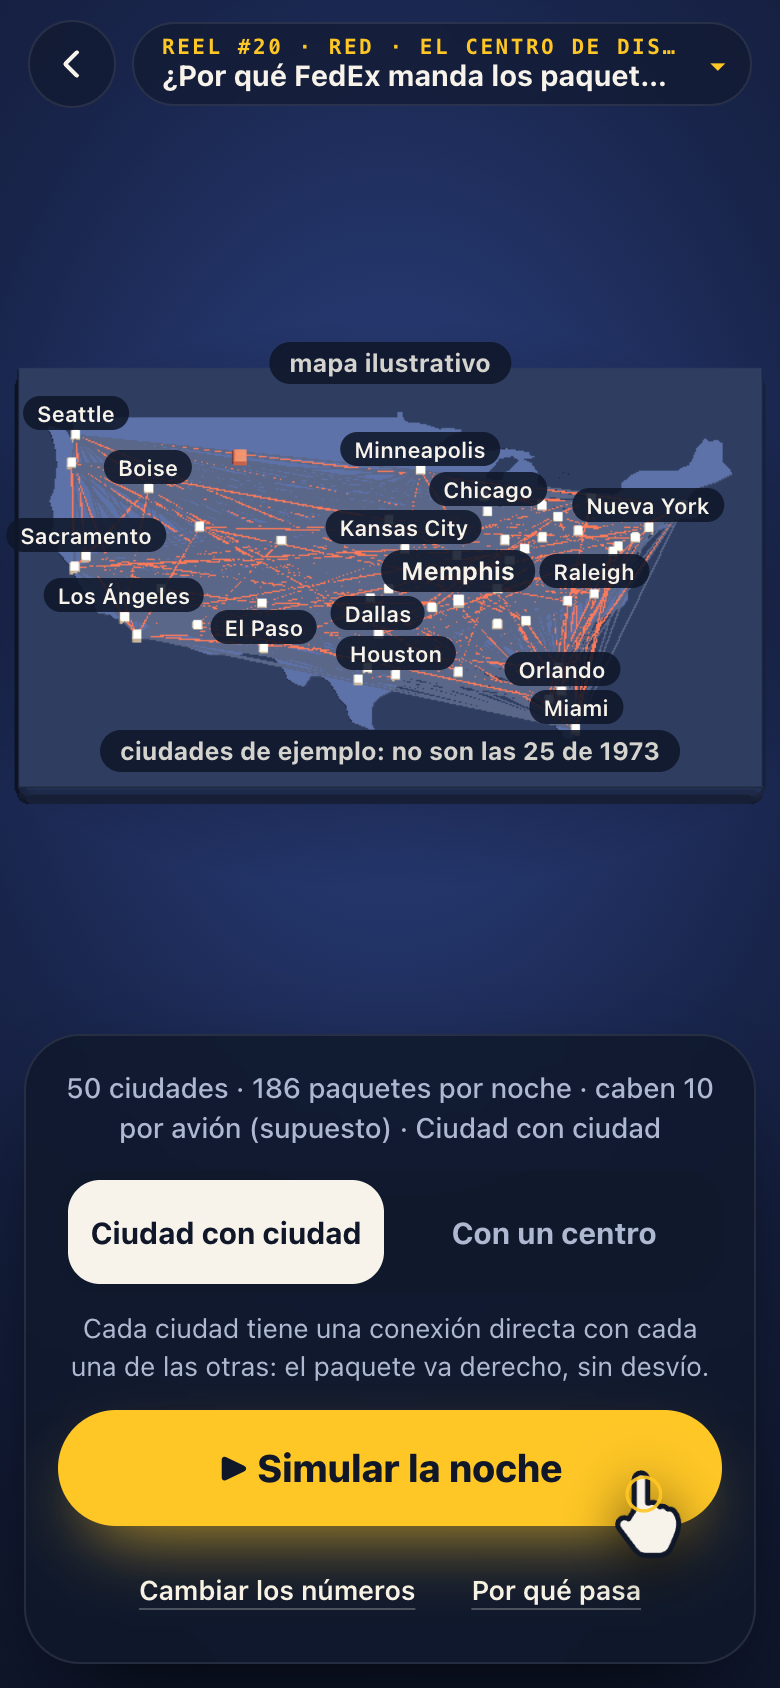 REEL #20 · RED · EL CENTRO DE DIS…
¿Por qué FedEx manda los paquet…
mapa ilustrativo
Seattle
Minneapolis
Boise
Chicago
Nueva York
Kansas City
Sacramento
Memphis
Raleigh
Los Ángeles
Dallas
El Paso
Houston
Orlando
Miami
ciudades de ejemplo: no son las 25 de 1973
50 ciudades · 186 paquetes por noche · caben 10
por avión (supuesto) · Ciudad con ciudad
Ciudad con ciudad
Con un centro
Cada ciudad tiene una conexión directa con cada
una de las otras: el paquete va derecho, sin desvío.
Simular la noche
Cambiar los números
Por qué pasa